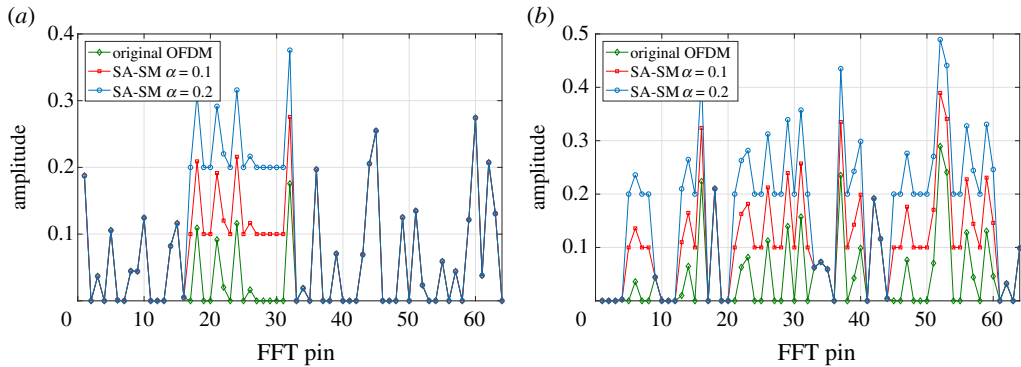 (a)
0.4
0.3
0.2
0.1
amplitude
original OFDM
SA-SM α = 0.1
SA-SM α = 0.2
0 10 20 30 40 50 60
FFT pin
(b)
0.5
0.4
0.3
0.2
0.1
amplitude
original OFDM
SA-SM α = 0.1
SA-SM α = 0.2
0 10 20 30 40 50 60
FFT pin